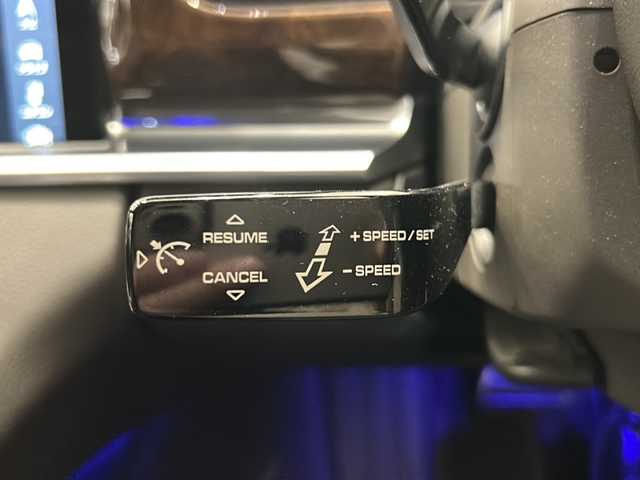 RESUME
+ SPEED / SET
CANCEL
− SPEED